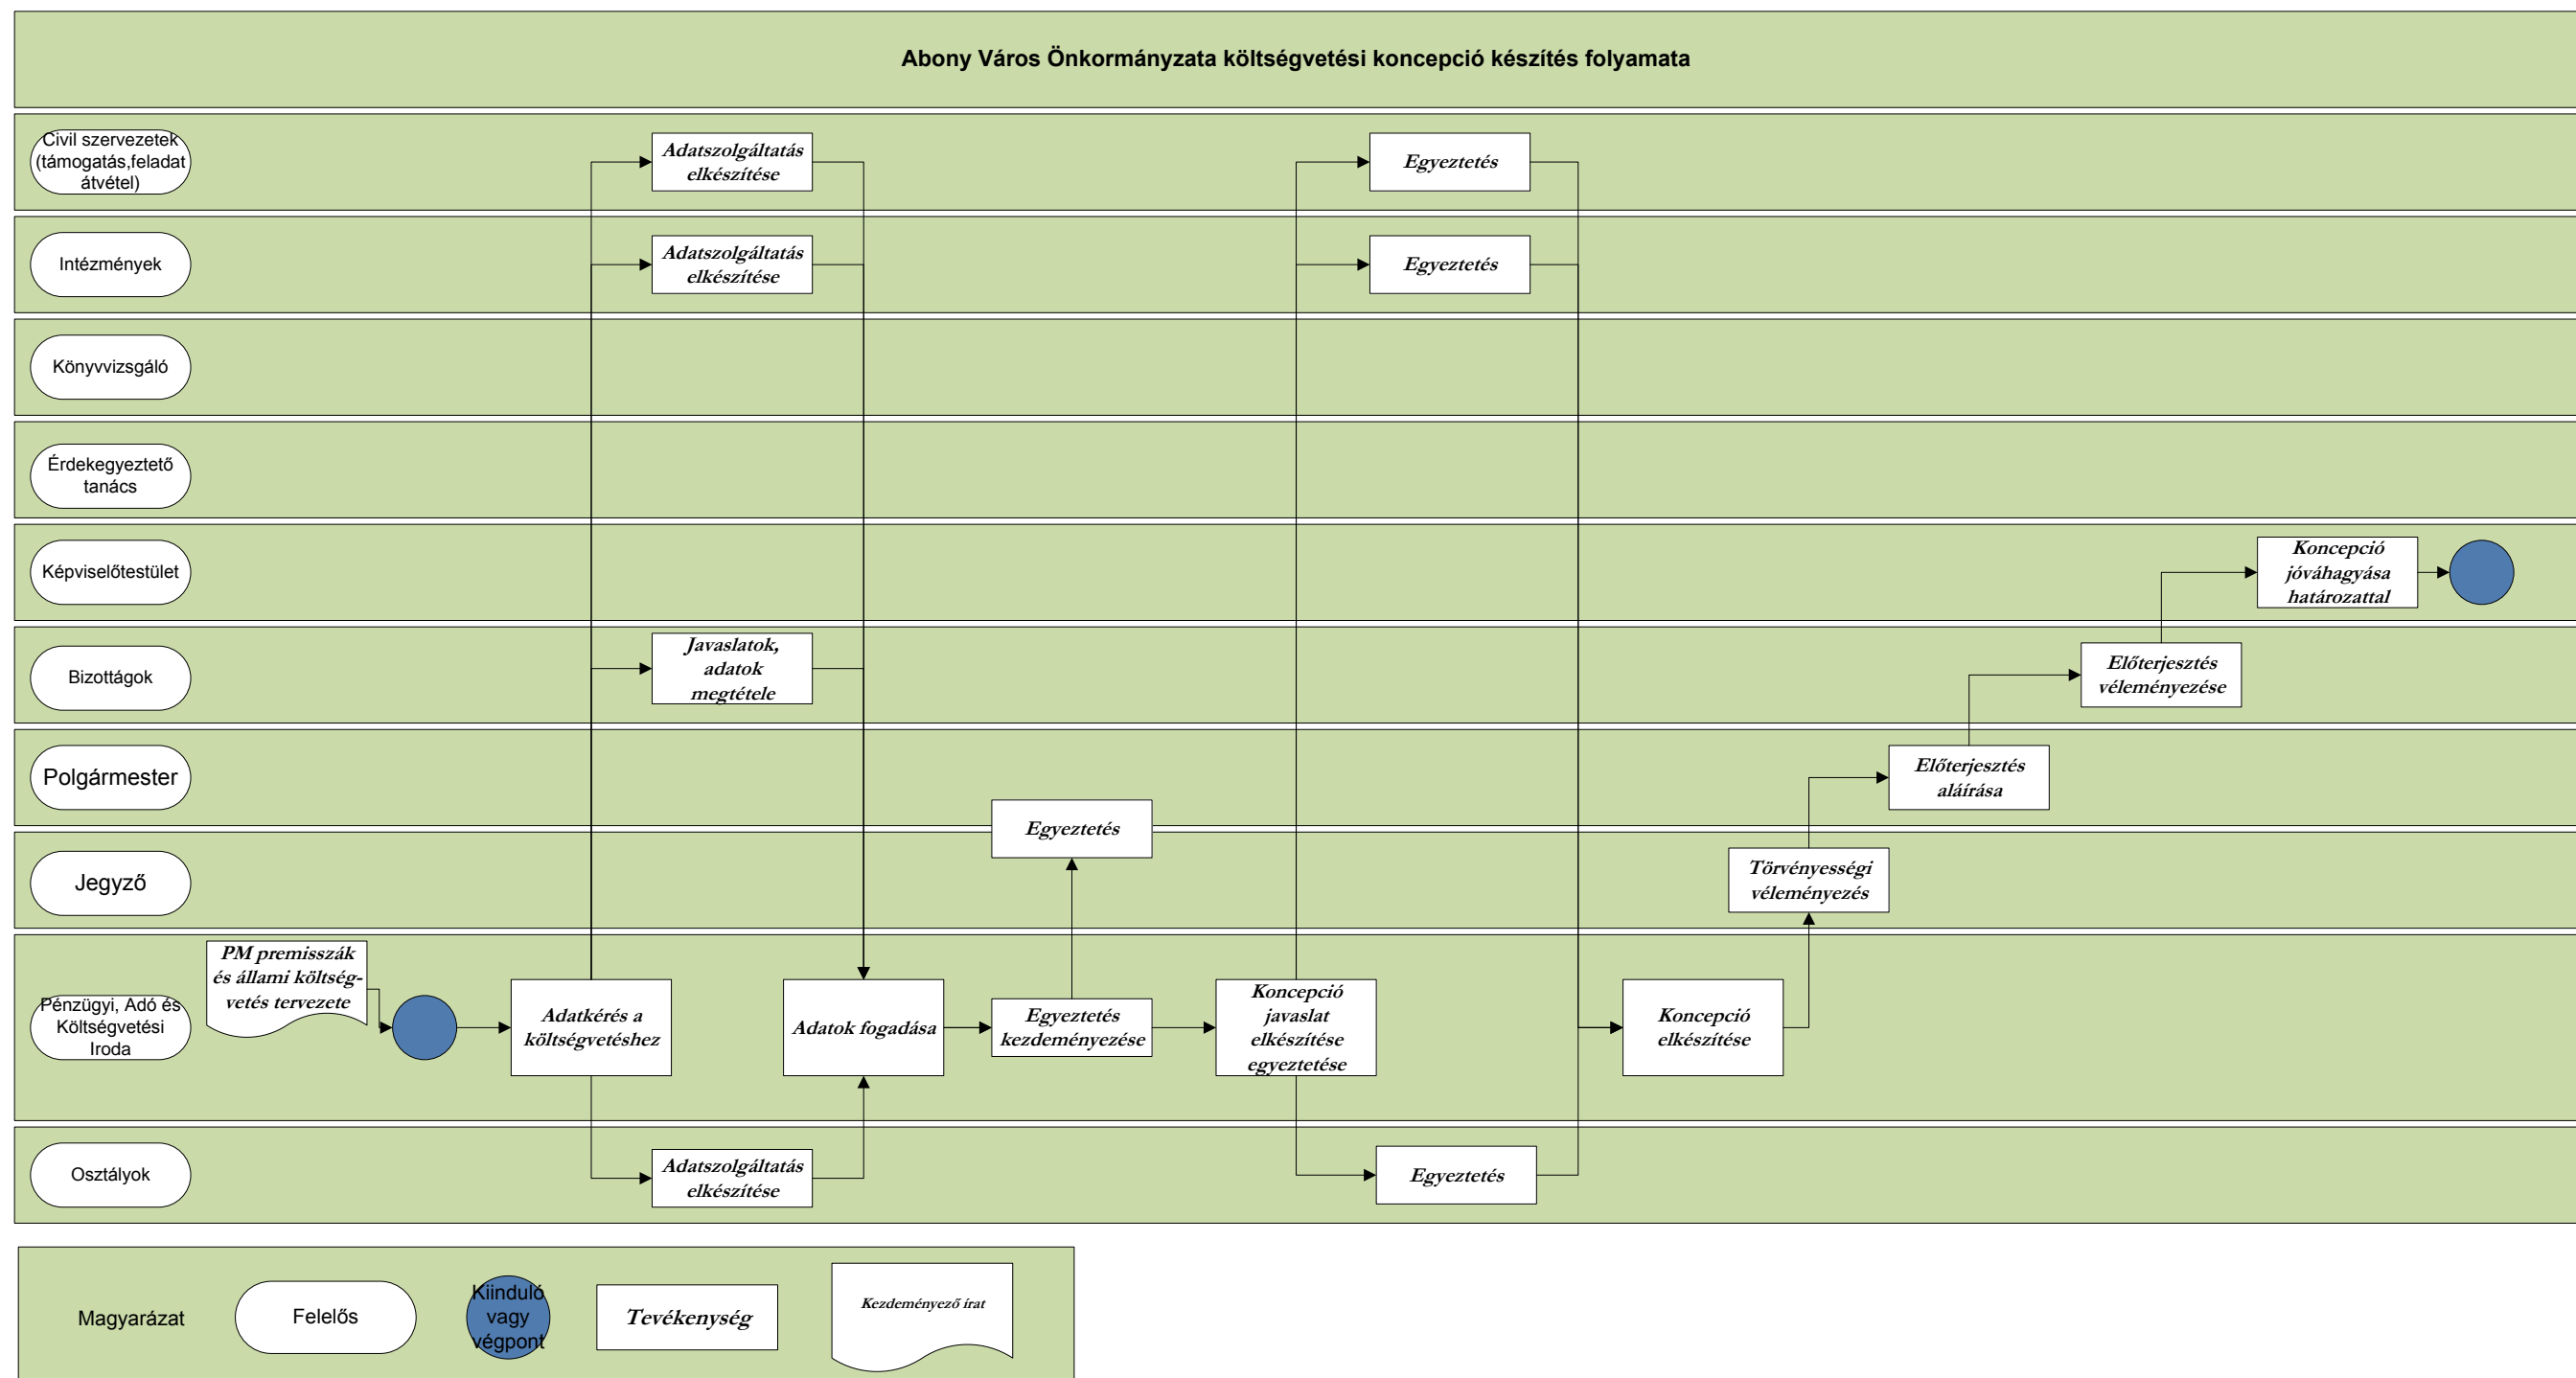 Abony Város Önkormányzata költségvetési koncepció készítés folyamata
Civil szervezetek
(támogatás,feladat
átvétel)
Adatszolgáltatás
elkészítése
Egyeztetés
Intézmények
Adatszolgáltatás
elkészítése
Egyeztetés
Könyvvizsgáló
Érdekegyeztető
tanács
Képviselőtestület
Koncepció
jóváhagyása
határozattal
Bizottágok
Javaslatok,
adatok
megtétele
Előterjesztés
véleményezése
Polgármester
Előterjesztés
aláírása
Egyeztetés
Jegyző
Törvényességi
véleményezés
Pénzügyi, Adó és
Költségvetési
Iroda
PM premisszák
és állami költség-
vetés tervezete
Adatkérés a
költségvetéshez
Adatok fogadása
Egyeztetés
kezdeményezése
Koncepció
javaslat
elkészítése
egyeztetése
Koncepció
elkészítése
Osztályok
Adatszolgáltatás
elkészítése
Egyeztetés
Magyarázat
Felelős
Kiinduló
vagy
végpont
Tevékenység
Kezdeményező írat